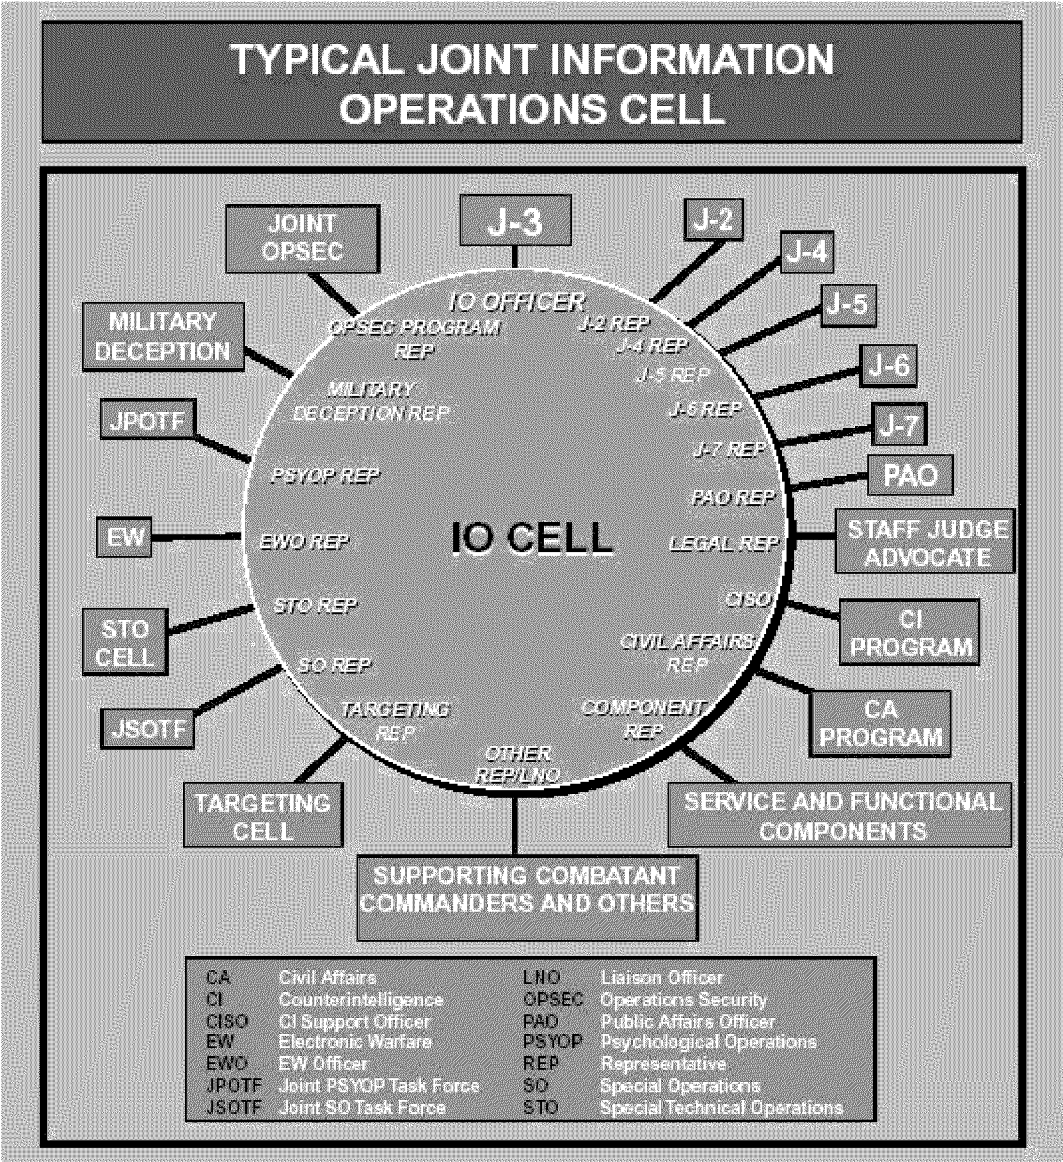 TYPICAL JOINT INFORMATION
OPERATIONS CELL
J-3
JOINT
OPSEC
J-2
J-4
J-5
J-6
J-7
PAO
STAFF JUDGE
ADVOCATE
CI
PROGRAM
CA
PROGRAM
SERVICE AND FUNCTIONAL
COMPONENTS
SUPPORTING COMBATANT
COMMANDERS AND OTHERS
TARGETING
CELL
JSOTF
STO
CELL
EW
JPOTF
MILITARY
DECEPTION
IO OFFICER
OPSEC PROGRAM
REP
MILITARY
DECEPTION REP
PSYOP REP
EWO REP
STO REP
SO REP
TARGETING
REP
OTHER
REP/LNO
COMPONENT
REP
CIVIL AFFAIRS
REP
CISO
LEGAL REP
PAO REP
J-7 REP
J-6 REP
J-5 REP
J-4 REP
J-2 REP
IO CELL
CA Civil Affairs
CI Counterintelligence
CISO CI Support Officer
EW Electronic Warfare
EWO EW Officer
JPOTF Joint PSYOP Task Force
JSOTF Joint SO Task Force
LNO Liaison Officer
OPSEC Operations Security
PAO Public Affairs Officer
PSYOP Psychological Operations
REP Representative
SO Special Operations
STO Special Technical Operations